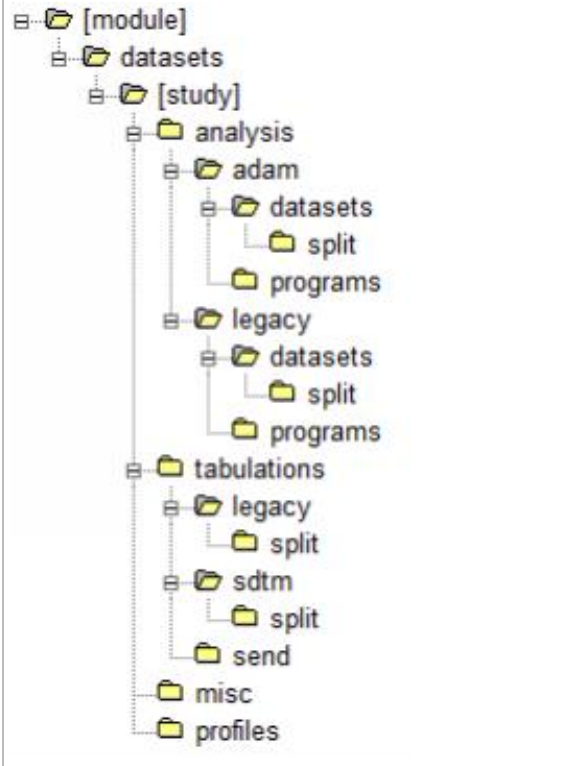 [module]
datasets
[study]
analysis
adam
datasets
split
programs
legacy
datasets
split
programs
tabulations
legacy
split
sdtm
split
send
misc
profiles